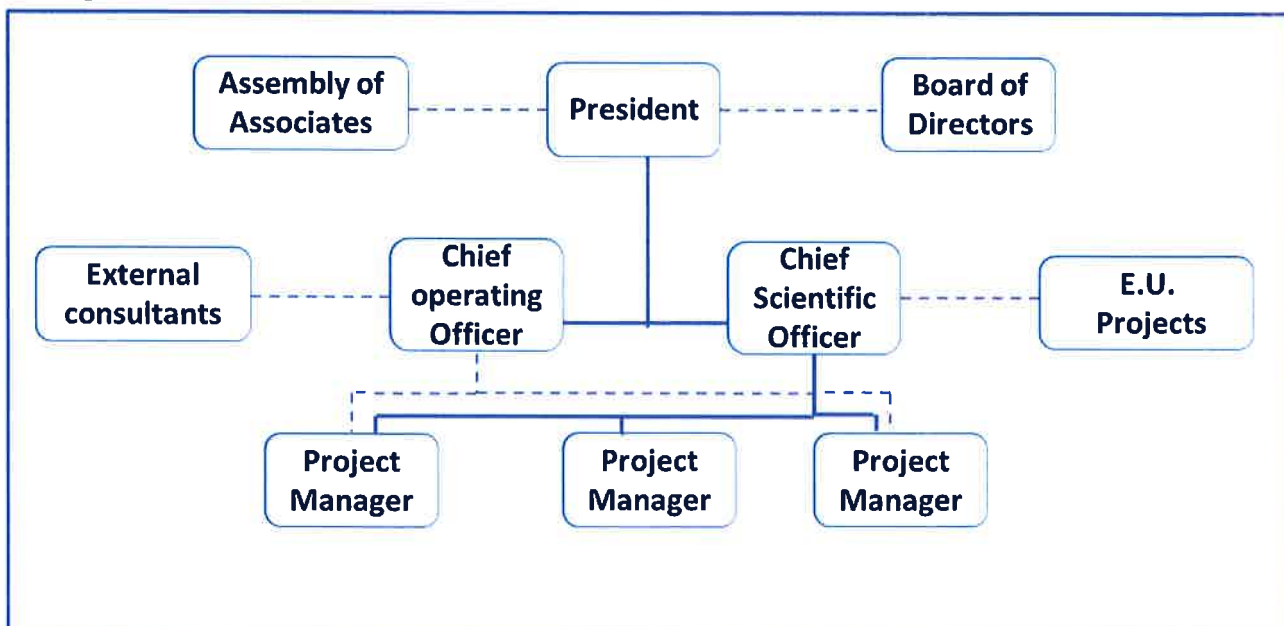 Assembly of
Associates
President
Board of
Directors
External
consultants
Chief
operating
Officer
Chief
Scientific
Officer
E.U.
Projects
Project
Manager
Project
Manager
Project
Manager